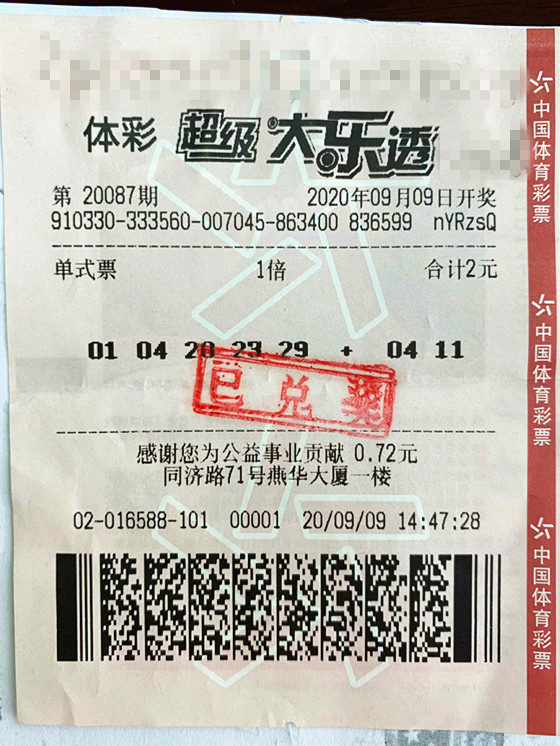 体彩 超级大乐透
第 20087期 2020年09月09日开奖
910330-333560-007045-863400 836599 nYRzsQ
单式票 1倍 合计2元
01 04 20 23 29 + 04 11
已兑奖
感谢您为公益事业贡献 0.72元
同济路71号燕华大厦一楼
02-016588-101 00001 20/09/09 14:47:28
中国体育彩票
中国体育彩票
中国体育彩票